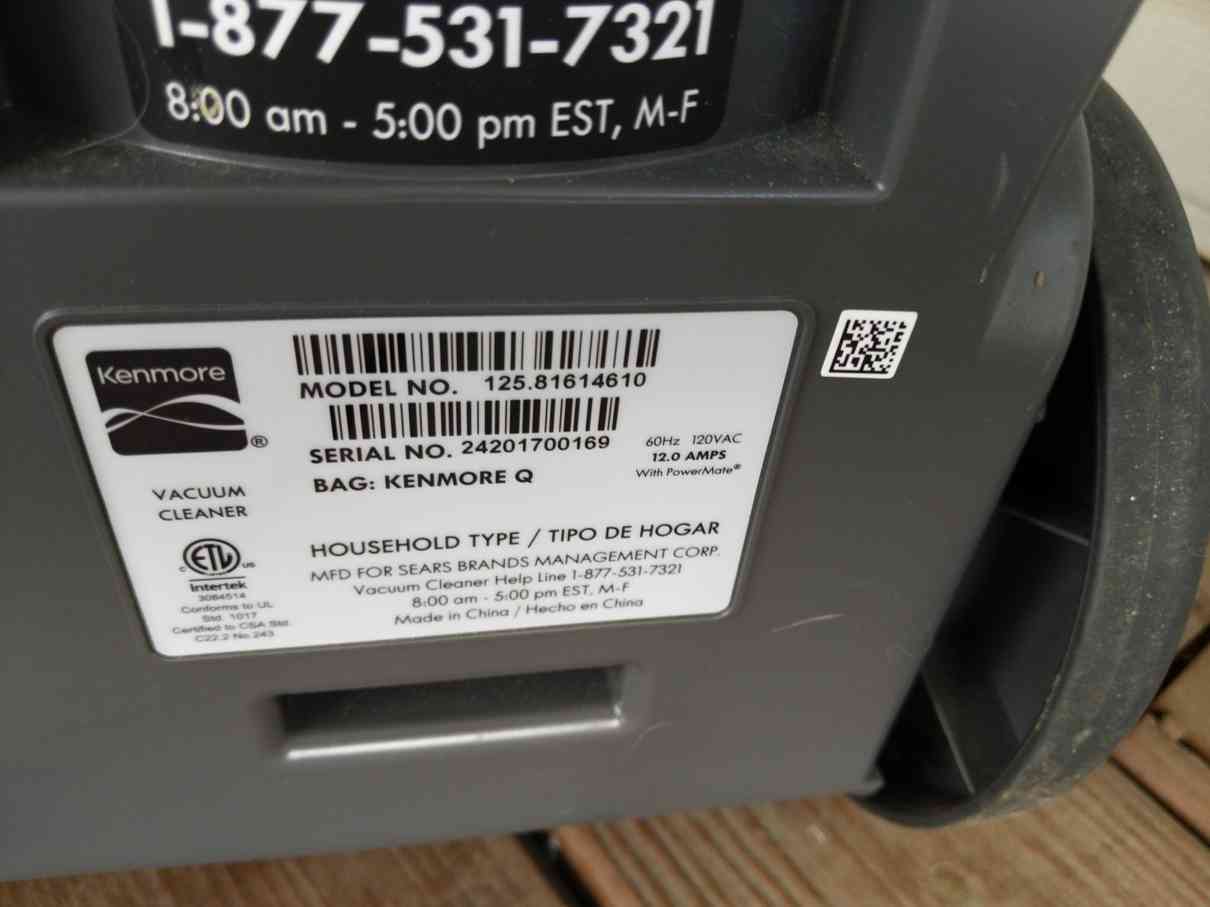 1-877-531-7321
8:00 am - 5:00 pm EST, M-F
Kenmore
®
MODEL NO. 125.81614610
SERIAL NO. 24201700169
BAG: KENMORE Q
60Hz 120VAC
12.0 AMPS
With PowerMate®
VACUUM
CLEANER
C ETL US
Intertek
3084514
Conforms to UL
Std. 1017
Certified to CSA Std.
C22.2 No.243
HOUSEHOLD TYPE / TIPO DE HOGAR
MFD FOR SEARS BRANDS MANAGEMENT CORP.
Vacuum Cleaner Help Line 1-877-531-7321
8:00 am - 5:00 pm EST, M-F
Made in China / Hecho en China